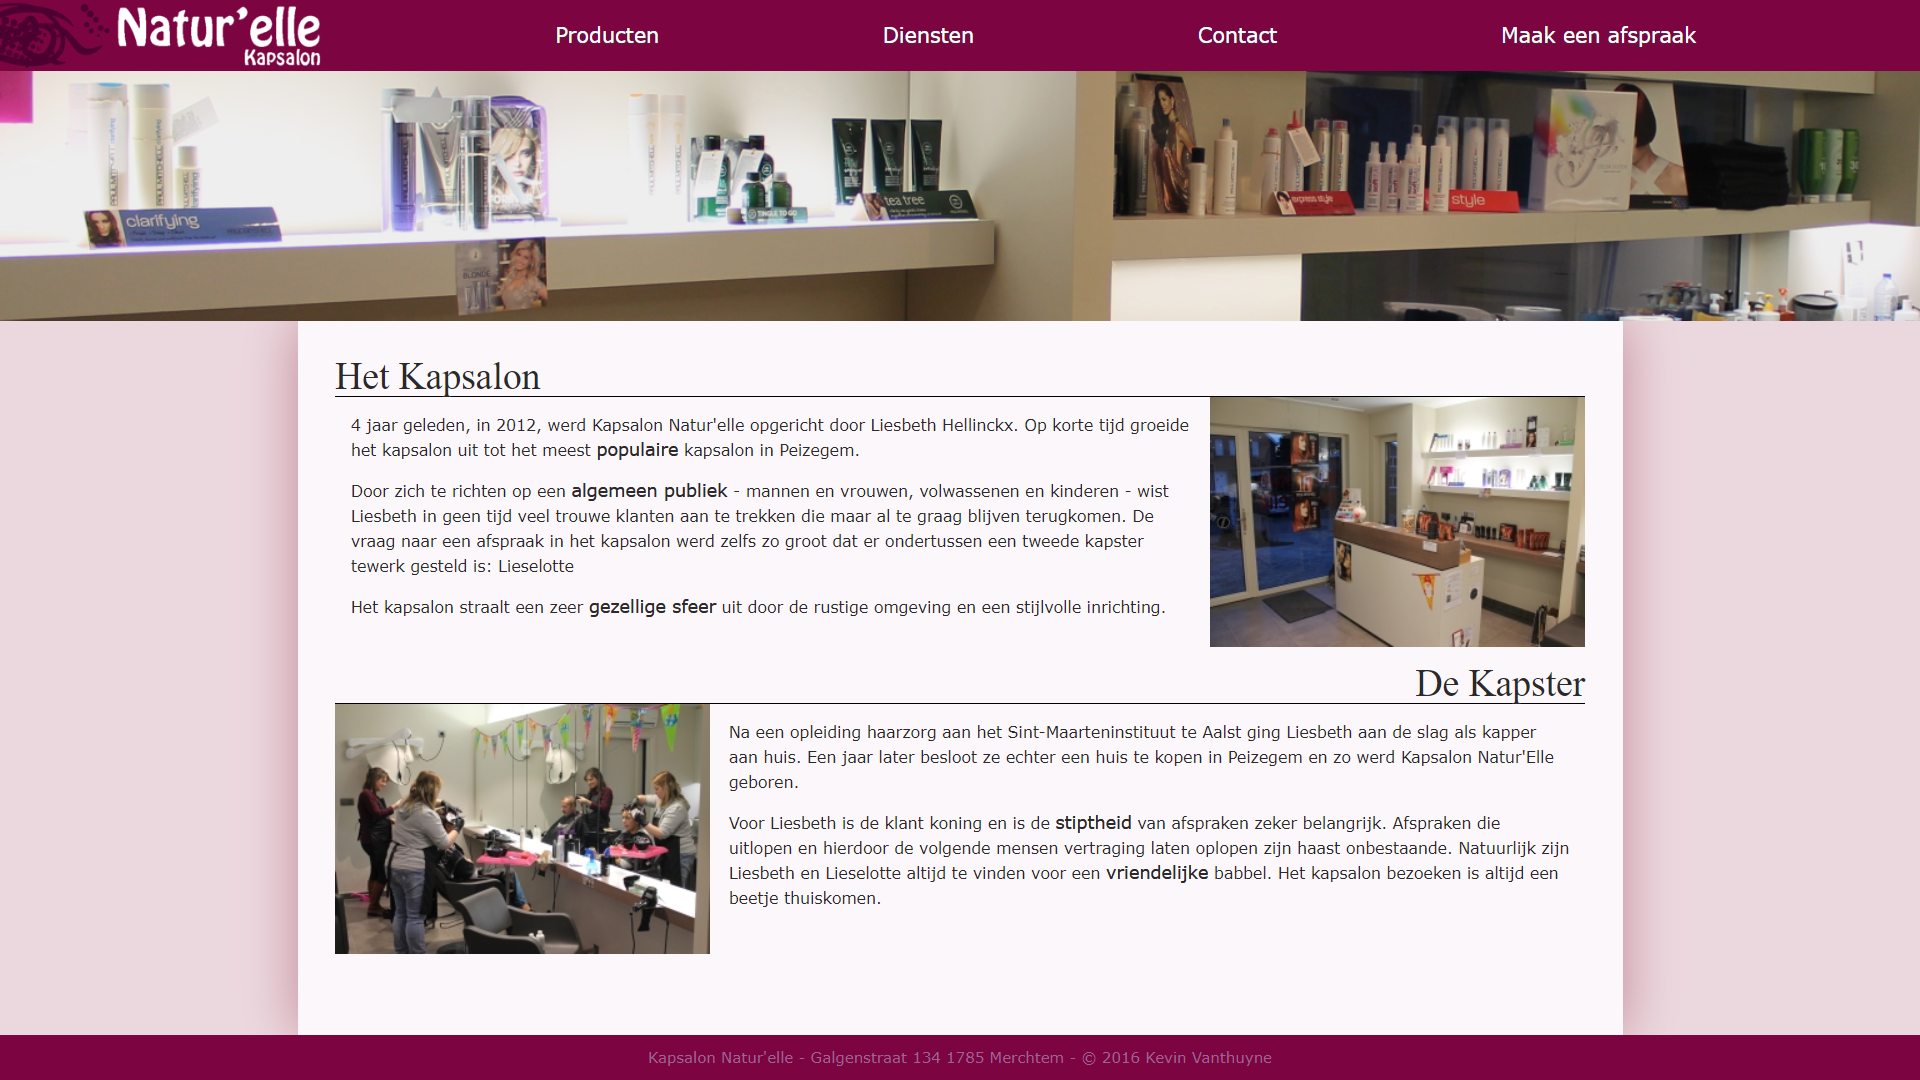 Natur'elle
Kapsalon
Producten
Diensten
Contact
Maak een afspraak
clarifying
TINGLE TO GO
tea tree
express style
style
BLONDE
Het Kapsalon
4 jaar geleden, in 2012, werd Kapsalon Natur'elle opgericht door Liesbeth Hellinckx. Op korte tijd groeide
het kapsalon uit tot het meest populaire kapsalon in Peizegem.
Door zich te richten op een algemeen publiek - mannen en vrouwen, volwassenen en kinderen - wist
Liesbeth in geen tijd veel trouwe klanten aan te trekken die maar al te graag blijven terugkomen. De
vraag naar een afspraak in het kapsalon werd zelfs zo groot dat er ondertussen een tweede kapster
tewerk gesteld is: Lieselotte
Het kapsalon straalt een zeer gezellige sfeer uit door de rustige omgeving en een stijlvolle inrichting.
De Kapster
Na een opleiding haarzorg aan het Sint-Maarteninstituut te Aalst ging Liesbeth aan de slag als kapper
aan huis. Een jaar later besloot ze echter een huis te kopen in Peizegem en zo werd Kapsalon Natur'Elle
geboren.
Voor Liesbeth is de klant koning en is de stiptheid van afspraken zeker belangrijk. Afspraken die
uitlopen en hierdoor de volgende mensen vertraging laten oplopen zijn haast onbestaande. Natuurlijk zijn
Liesbeth en Lieselotte altijd te vinden voor een vriendelijke babbel. Het kapsalon bezoeken is altijd een
beetje thuiskomen.
Kapsalon Natur'elle - Galgenstraat 134 1785 Merchtem - © 2016 Kevin Vanthuyne